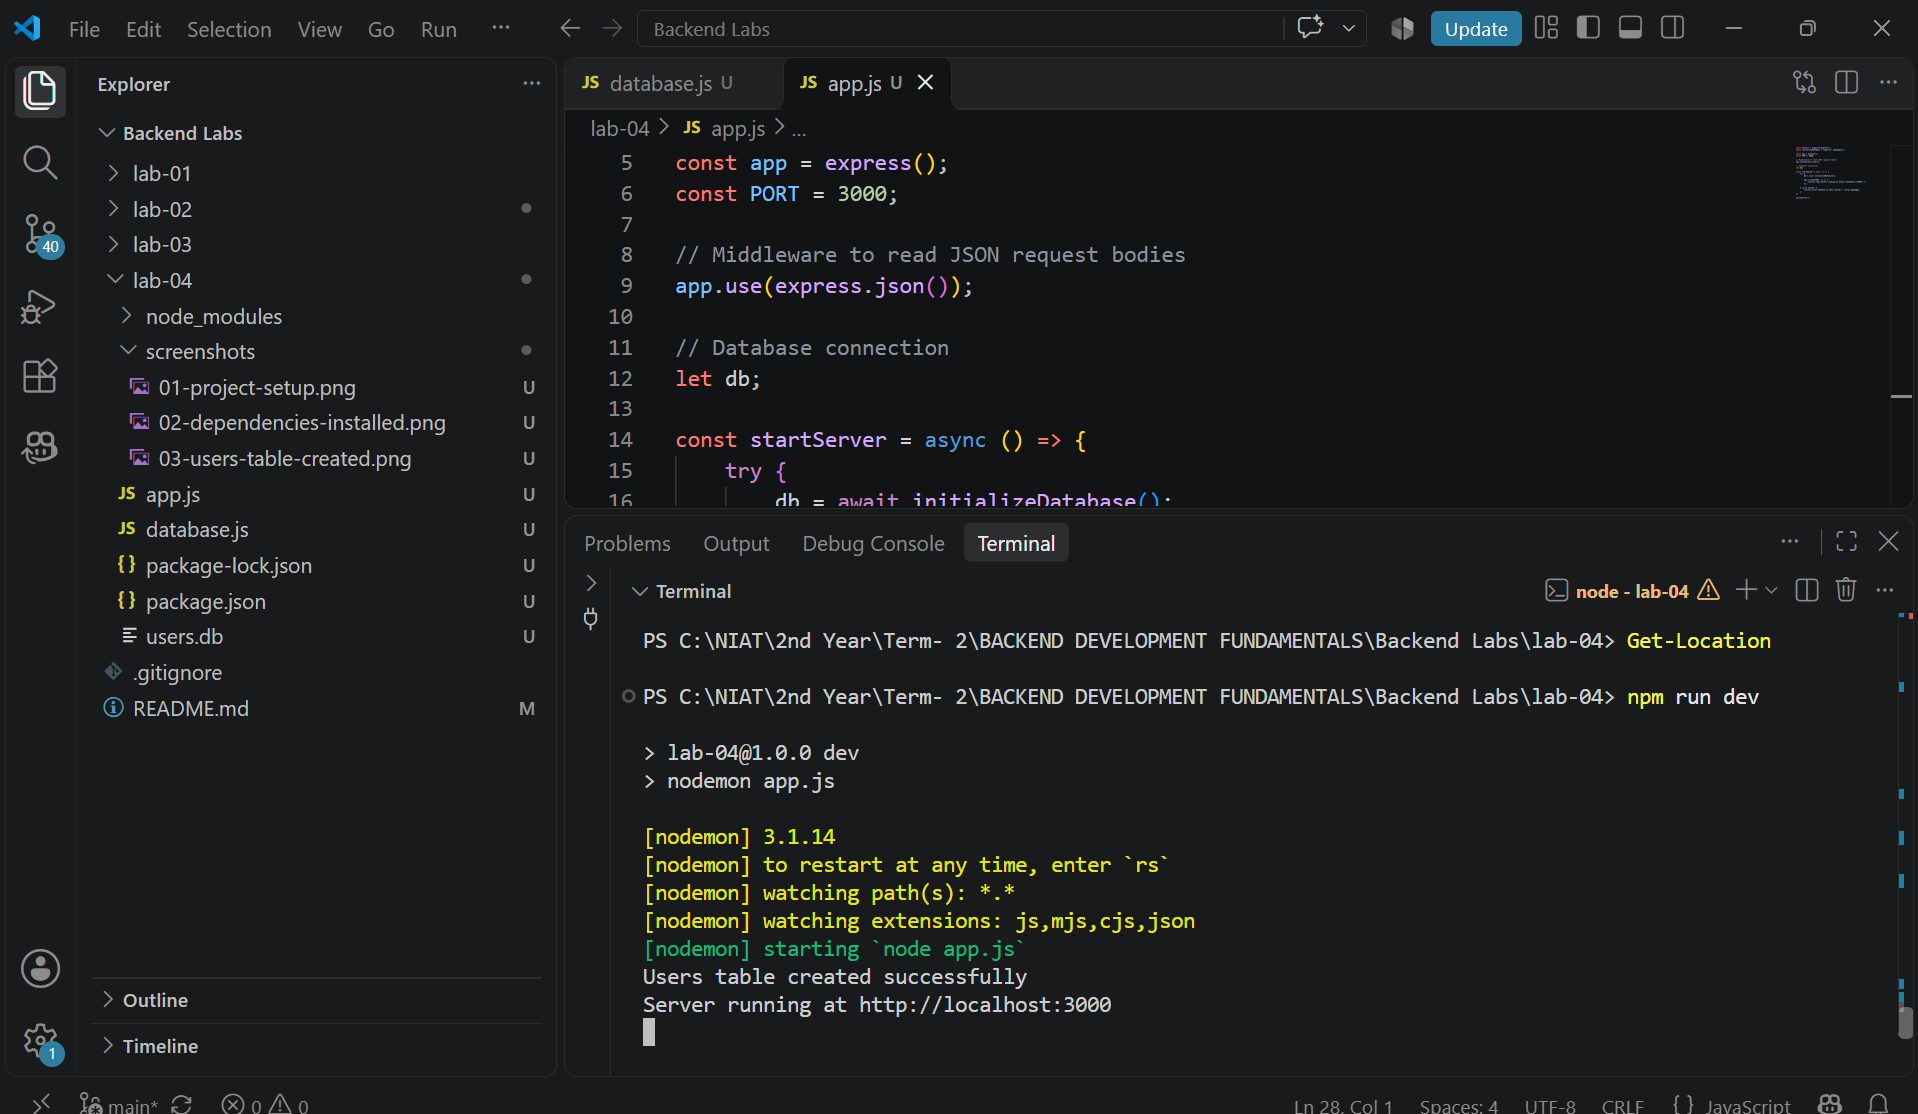 File Edit Selection View Go Run ···
Backend Labs
Update
Explorer
Backend Labs
lab-01
lab-02
lab-03
lab-04
node_modules
screenshots
01-project-setup.png U
02-dependencies-installed.png U
03-users-table-created.png U
JS app.js U
JS database.js U
{} package-lock.json U
{} package.json U
users.db U
.gitignore
README.md M
40
Outline
Timeline
1
JS database.js U
JS app.js U
lab-04 > JS app.js > ...
5 const app = express();
6 const PORT = 3000;
7
8 // Middleware to read JSON request bodies
9 app.use(express.json());
10
11 // Database connection
12 let db;
13
14 const startServer = async () => {
15 try {
16 db = await initializeDatabase();
Problems Output Debug Console Terminal
Terminal
node - lab-04
PS C:\NIAT\2nd Year\Term- 2\BACKEND DEVELOPMENT FUNDAMENTALS\Backend Labs\lab-04> Get-Location
PS C:\NIAT\2nd Year\Term- 2\BACKEND DEVELOPMENT FUNDAMENTALS\Backend Labs\lab-04> npm run dev
> lab-04@1.0.0 dev
> nodemon app.js
[nodemon] 3.1.14
[nodemon] to restart at any time, enter `rs`
[nodemon] watching path(s): *.*
[nodemon] watching extensions: js,mjs,cjs,json
[nodemon] starting `node app.js`
Users table created successfully
Server running at http://localhost:3000
main* 0 0
Ln 28, Col 1 Spaces: 4 UTF-8 CRLF {} JavaScript